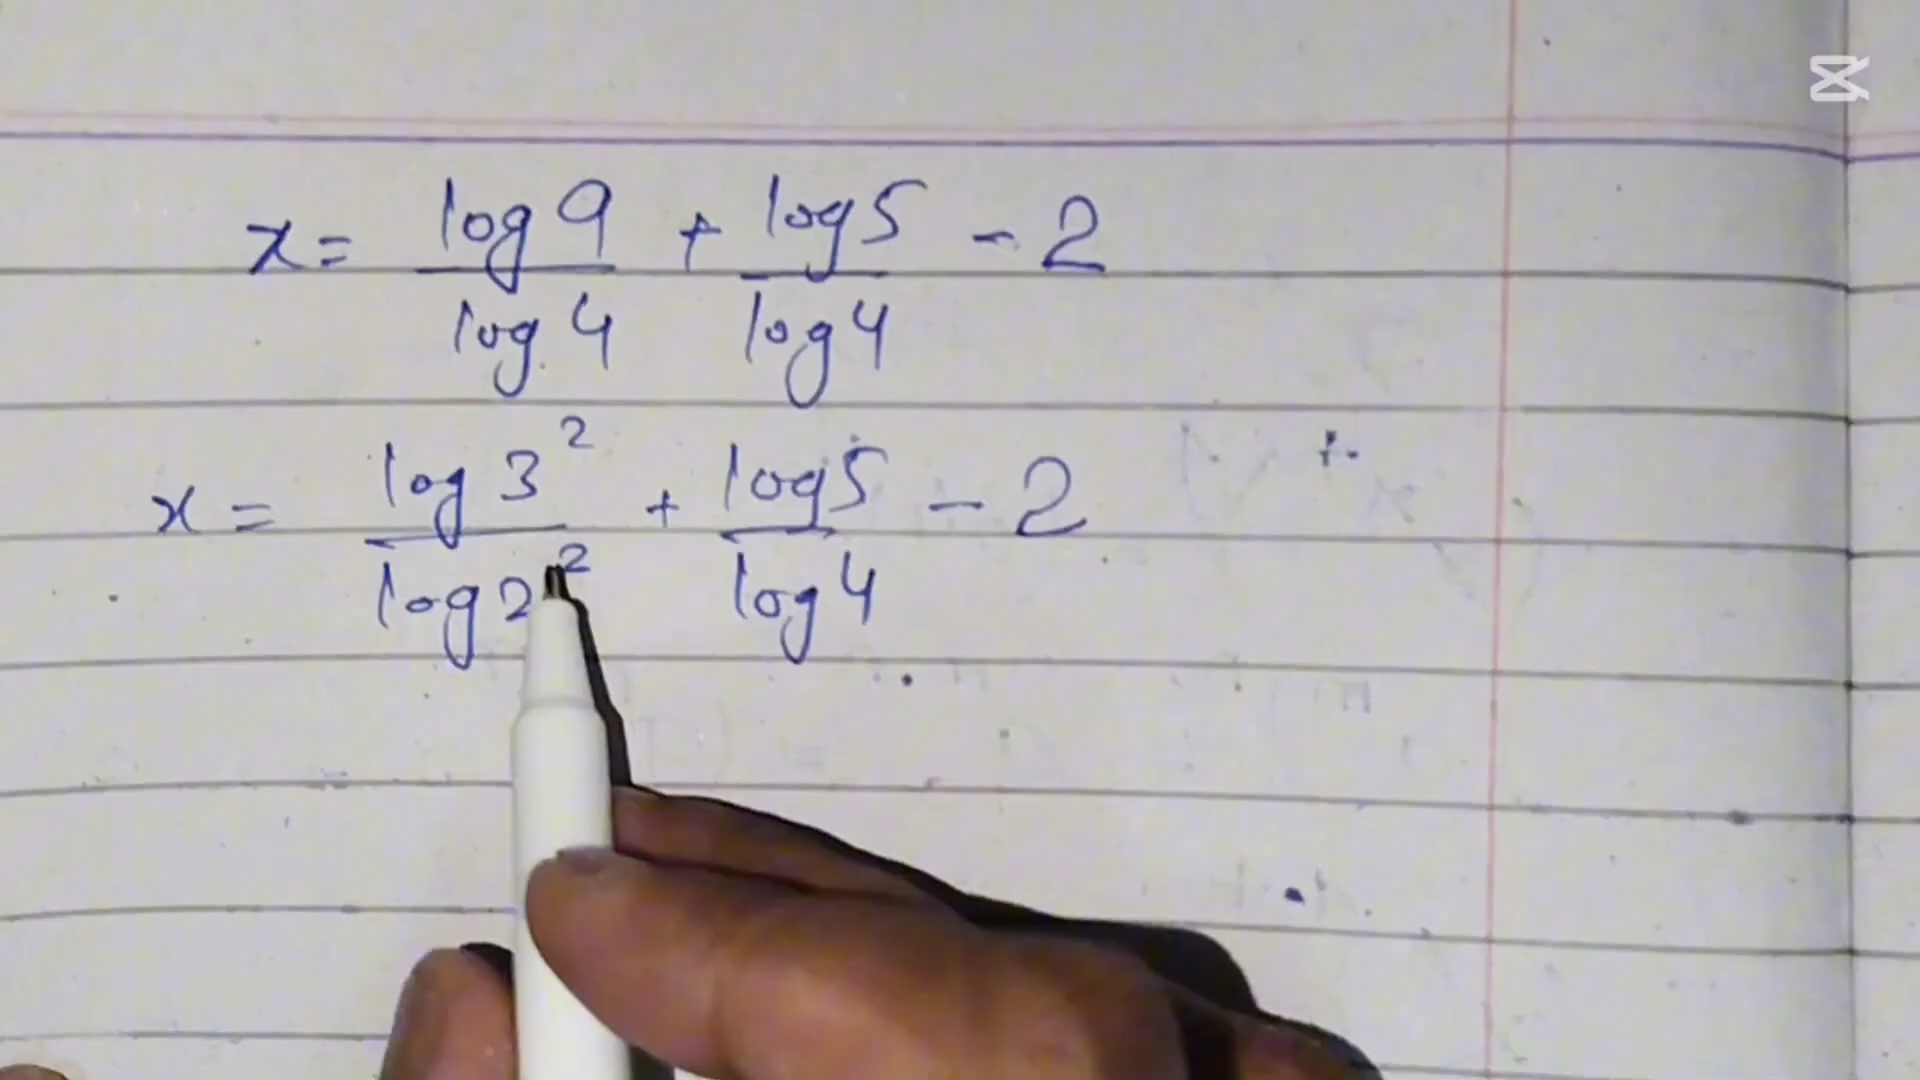 x = log 9 / log 4 + log 5 / log 4 - 2
x = log 3² / log 2² + log 5 / log 4 - 2